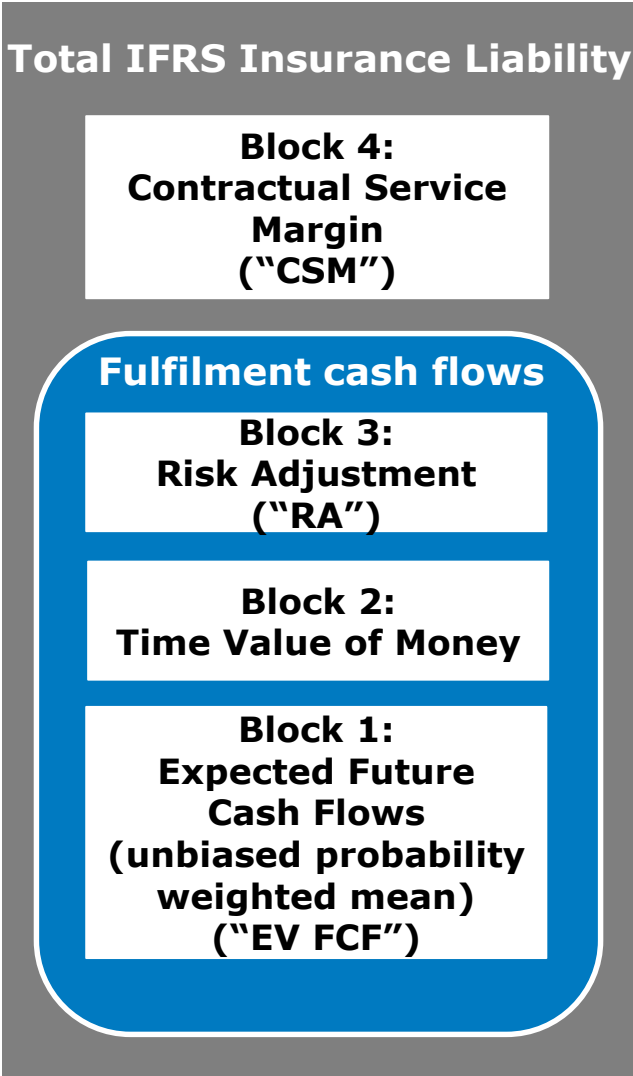 Total IFRS Insurance Liability
Block 4:
Contractual Service
Margin
(“CSM”)
Fulfilment cash flows
Block 3:
Risk Adjustment
(“RA”)
Block 2:
Time Value of Money
Block 1:
Expected Future
Cash Flows
(unbiased probability
weighted mean)
(“EV FCF”)